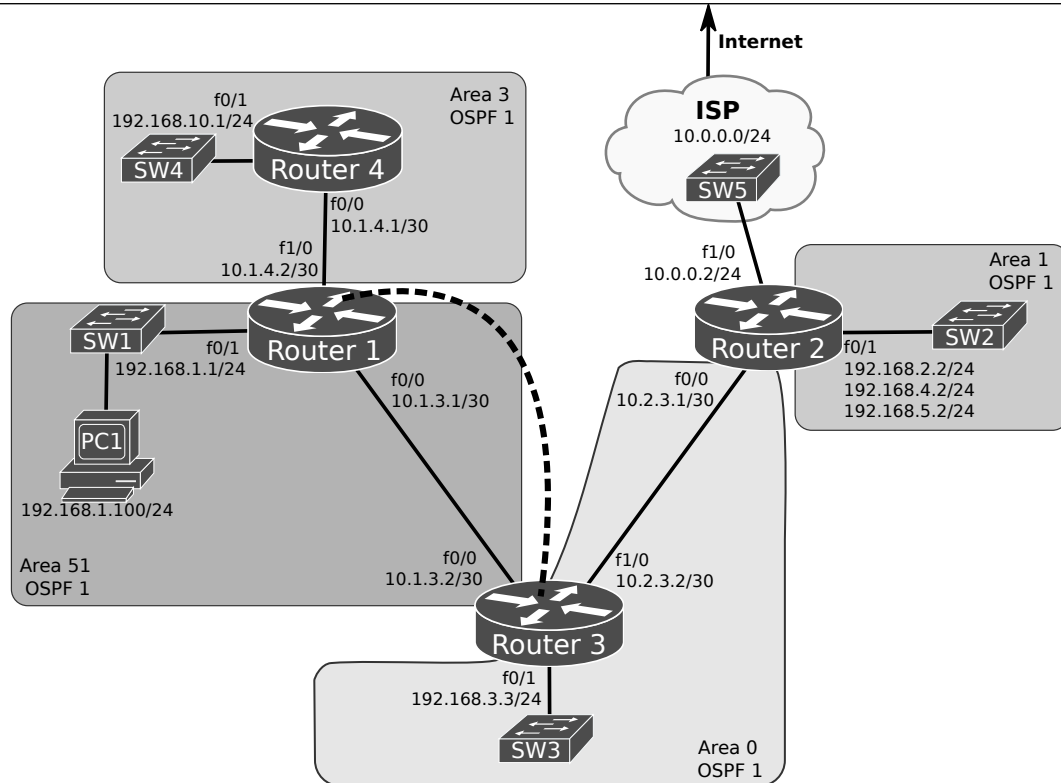 Internet
ISP
10.0.0.0/24
SW5
f1/0
10.0.0.2/24
Area 3
OSPF 1
f0/1
192.168.10.1/24
SW4
Router 4
f0/0
10.1.4.1/30
f1/0
10.1.4.2/30
Area 1
OSPF 1
SW1
Router 1
f0/1
192.168.1.1/24
f0/0
10.1.3.1/30
PC1
192.168.1.100/24
Router 2
SW2
f0/1
192.168.2.2/24
192.168.4.2/24
192.168.5.2/24
f0/0
10.2.3.1/30
Area 51
OSPF 1
f0/0
10.1.3.2/30
f1/0
10.2.3.2/30
Router 3
f0/1
192.168.3.3/24
SW3
Area 0
OSPF 1